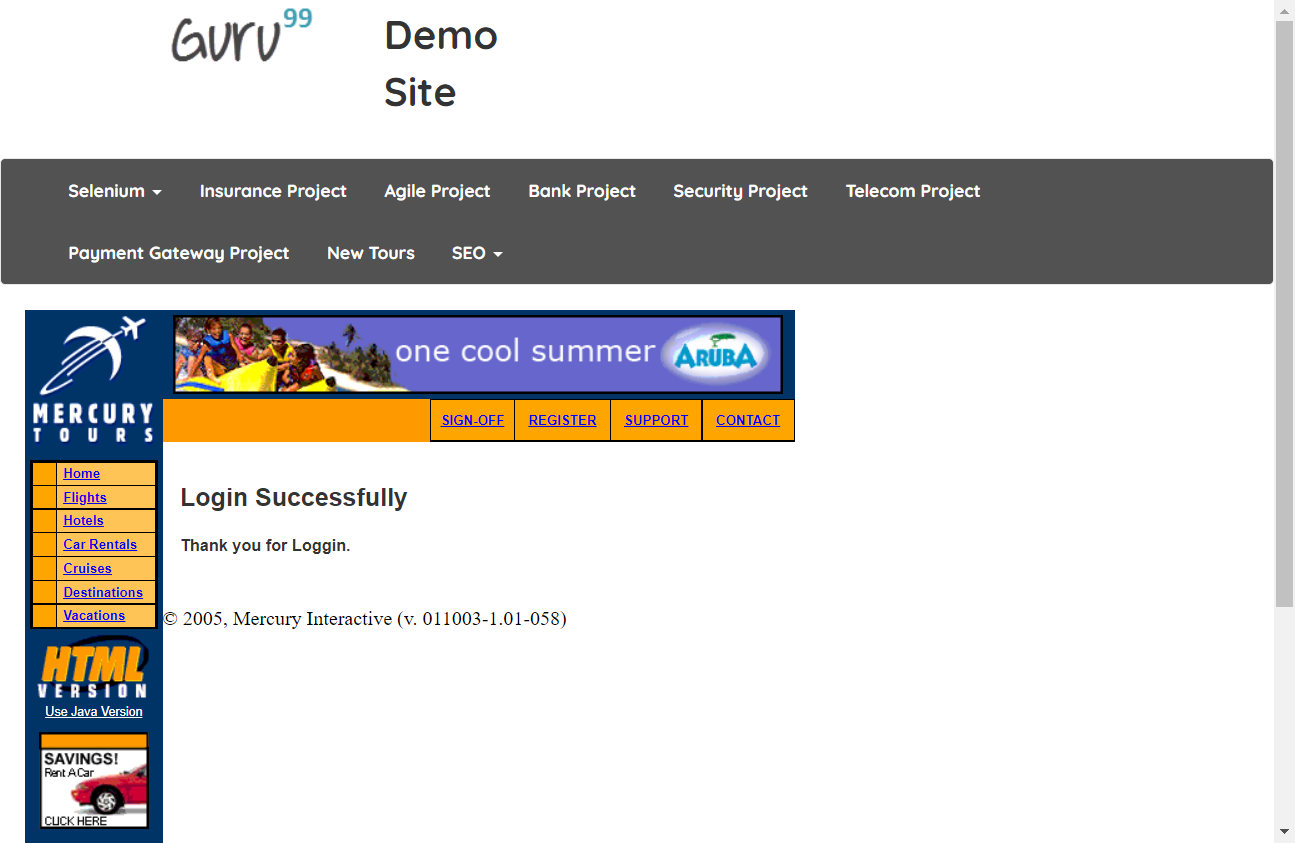 Guru99
Demo
Site
Selenium
Insurance Project
Agile Project
Bank Project
Security Project
Telecom Project
Payment Gateway Project
New Tours
SEO
one cool summer
ARUBA
MERCURY
TOURS
SIGN-OFF
REGISTER
SUPPORT
CONTACT
Home
Flights
Hotels
Car Rentals
Cruises
Destinations
Vacations
Login Successfully
Thank you for Loggin.
© 2005, Mercury Interactive (v. 011003-1.01-058)
HTML
VERSION
Use Java Version
SAVINGS!
Rent A Car
CLICK HERE